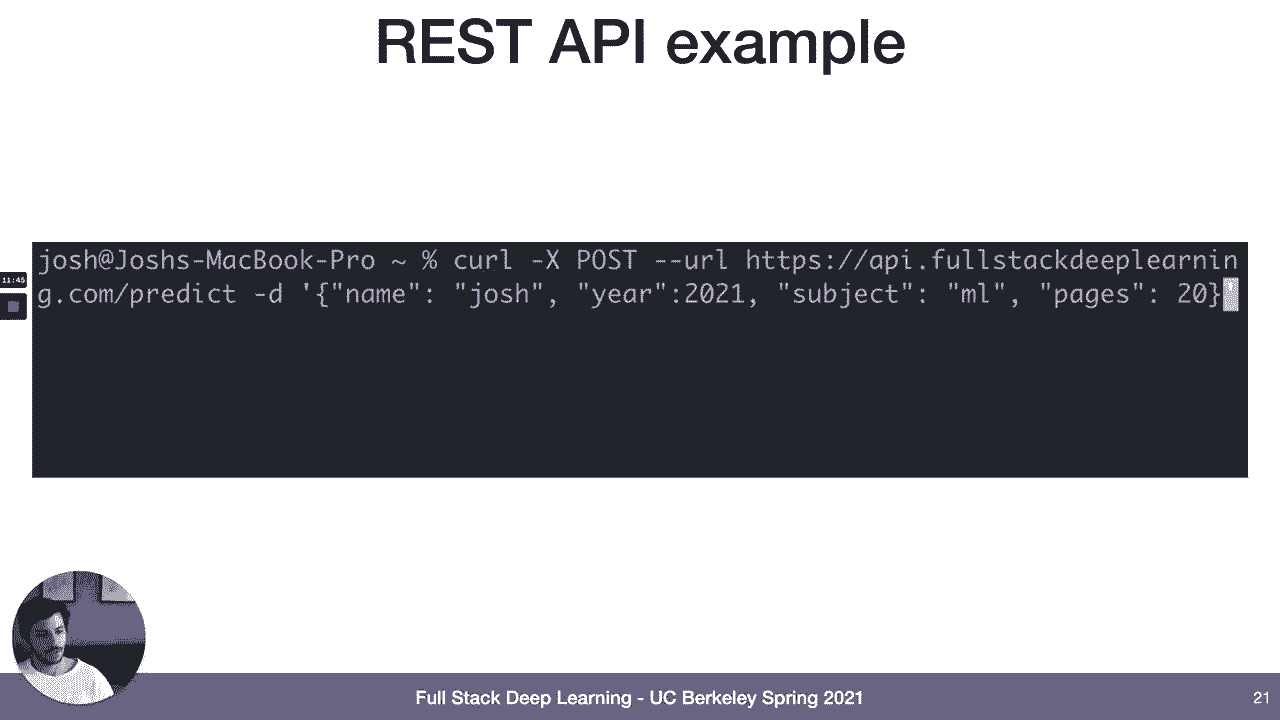 REST API example
josh@Joshs-MacBook-Pro ~ % curl -X POST --url https://api.fullstackdeeplearnin
g.com/predict -d '{"name": "josh", "year":2021, "subject": "ml", "pages": 20}'
11:45
Full Stack Deep Learning - UC Berkeley Spring 2021
21